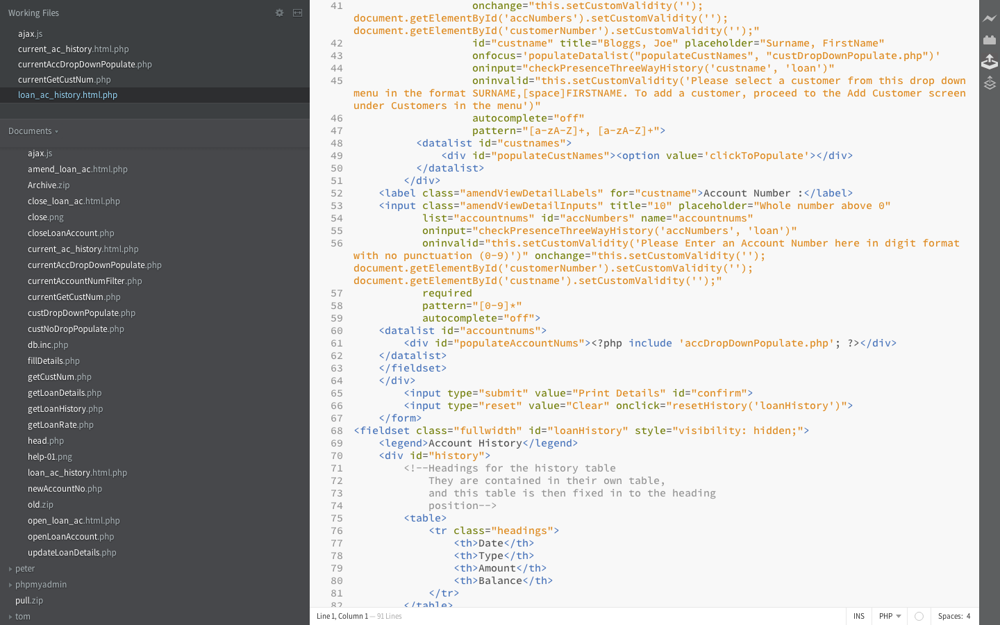 Working Files
ajax.js
current_ac_history.html.php
currentAccDropDownPopulate.php
currentGetCustNum.php
loan_ac_history.html.php
Documents
ajax.js
amend_loan_ac.html.php
Archive.zip
close_loan_ac.html.php
close.png
closeLoanAccount.php
current_ac_history.html.php
currentAccDropDownPopulate.php
currentAccountNumFilter.php
currentGetCustNum.php
custDropDownPopulate.php
custNoDropPopulate.php
db.inc.php
fillDetails.php
getCustNum.php
getLoanDetails.php
getLoanHistory.php
getLoanRate.php
head.php
help-01.png
loan_ac_history.html.php
newAccountNo.php
old.zip
open_loan_ac.html.php
openLoanAccount.php
updateLoanDetails.php
peter
phpmyadmin
pull.zip
tom
41 onchange="this.setCustomValidity('');
document.getElementById('accNumbers').setCustomValidity('');
document.getElementById('customerNumber').setCustomValidity('');"
42 id="custname" title="Bloggs, Joe" placeholder="Surname, FirstName"
43 onfocus='populateDatalist("populateCustNames", "custDropDownPopulate.php")'
44 oninput="checkPresenceThreeWayHistory('custname', 'loan')"
45 oninvalid="this.setCustomValidity('Please select a customer from this drop down
menu in the format SURNAME,[space]FIRSTNAME. To add a customer, proceed to the Add Customer screen
under Customers in the menu')"
46 autocomplete="off"
47 pattern="[a-zA-Z]+, [a-zA-Z]+">
48 <datalist id="custnames">
49 <div id="populateCustNames"><option value='clickToPopulate'></div>
50 </datalist>
51 </div>
52 <label class="amendViewDetailLabels" for="custname">Account Number :</label>
53 <input class="amendViewDetailInputs" title="10" placeholder="Whole number above 0"
54 list="accountnums" id="accNumbers" name="accountnums"
55 oninput="checkPresenceThreeWayHistory('accNumbers', 'loan')"
56 oninvalid="this.setCustomValidity('Please Enter an Account Number here in digit format
with no punctuation (0-9)')" onchange="this.setCustomValidity('');
document.getElementById('customerNumber').setCustomValidity('');
document.getElementById('custname').setCustomValidity('');"
57 required
58 pattern="[0-9]*"
59 autocomplete="off">
60 <datalist id="accountnums">
61 <div id="populateAccountNums"><?php include 'accDropDownPopulate.php'; ?></div>
62 </datalist>
63 </fieldset>
64 </div>
65 <input type="submit" value="Print Details" id="confirm">
66 <input type="reset" value="Clear" onclick="resetHistory('loanHistory')">
67 </form>
68 <fieldset class="fullwidth" id="loanHistory" style="visibility: hidden;">
69 <legend>Account History</legend>
70 <div id="history">
71 <!--Headings for the history table
72 They are contained in their own table,
73 and this table is then fixed in to the heading
74 position-->
75 <table>
76 <tr class="headings">
77 <th>Date</th>
78 <th>Type</th>
79 <th>Amount</th>
80 <th>Balance</th>
81 </tr>
82 </table>
Line 1, Column 1 — 91 Lines
INS
PHP
Spaces: 4